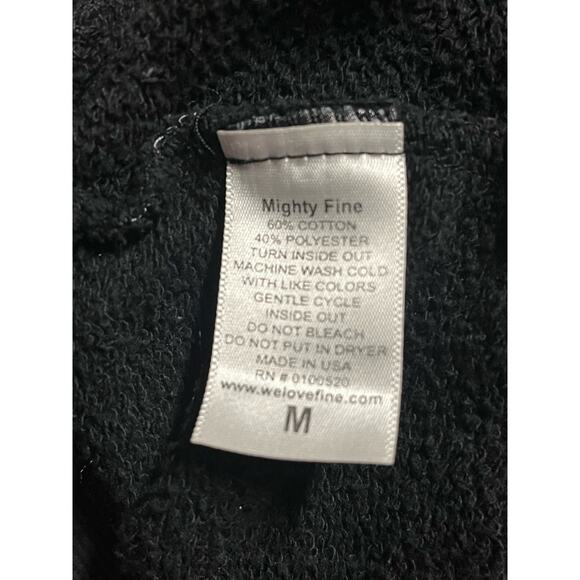 Mighty Fine
60% COTTON
40% POLYESTER
TURN INSIDE OUT
MACHINE WASH COLD
WITH LIKE COLORS
GENTLE CYCLE
INSIDE OUT
DO NOT BLEACH
DO NOT PUT IN DRYER
MADE IN USA
RN # 0100520
www.welovefine.com
M